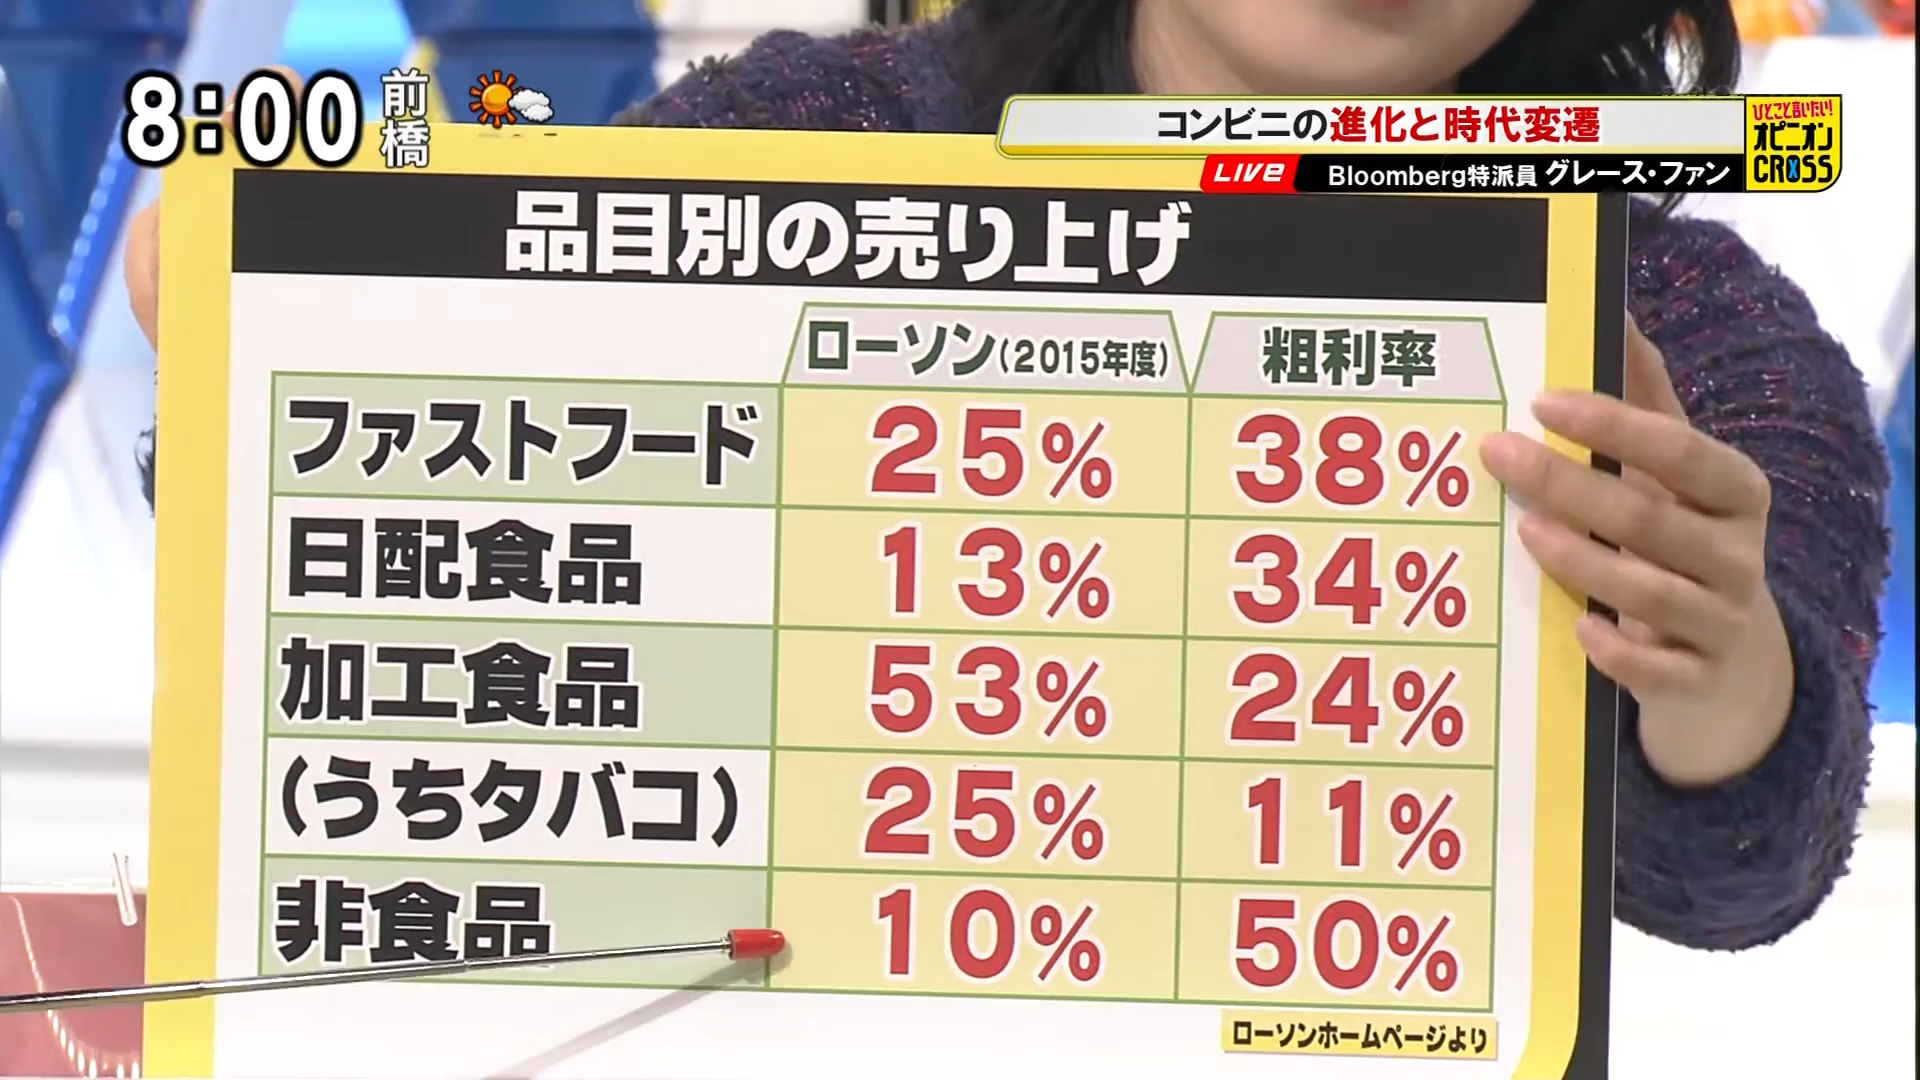 8:00 前橋
コンビニの進化と時代変遷
ひとこと言いたい!
オピニオン
CROSS
LIVE Bloomberg特派員 グレース・ファン
品目別の売り上げ
ローソン(2015年度) 粗利率
ファストフード 25% 38%
日配食品 13% 34%
加工食品 53% 24%
(うちタバコ) 25% 11%
非食品 10% 50%
ローソンホームページより